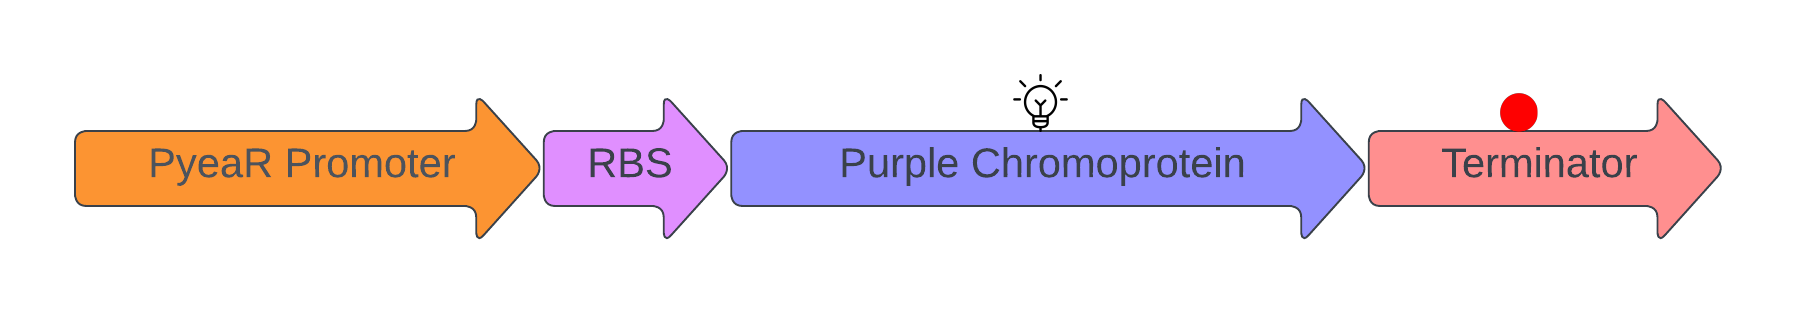 PyeaR Promoter
RBS
Purple Chromoprotein
Terminator